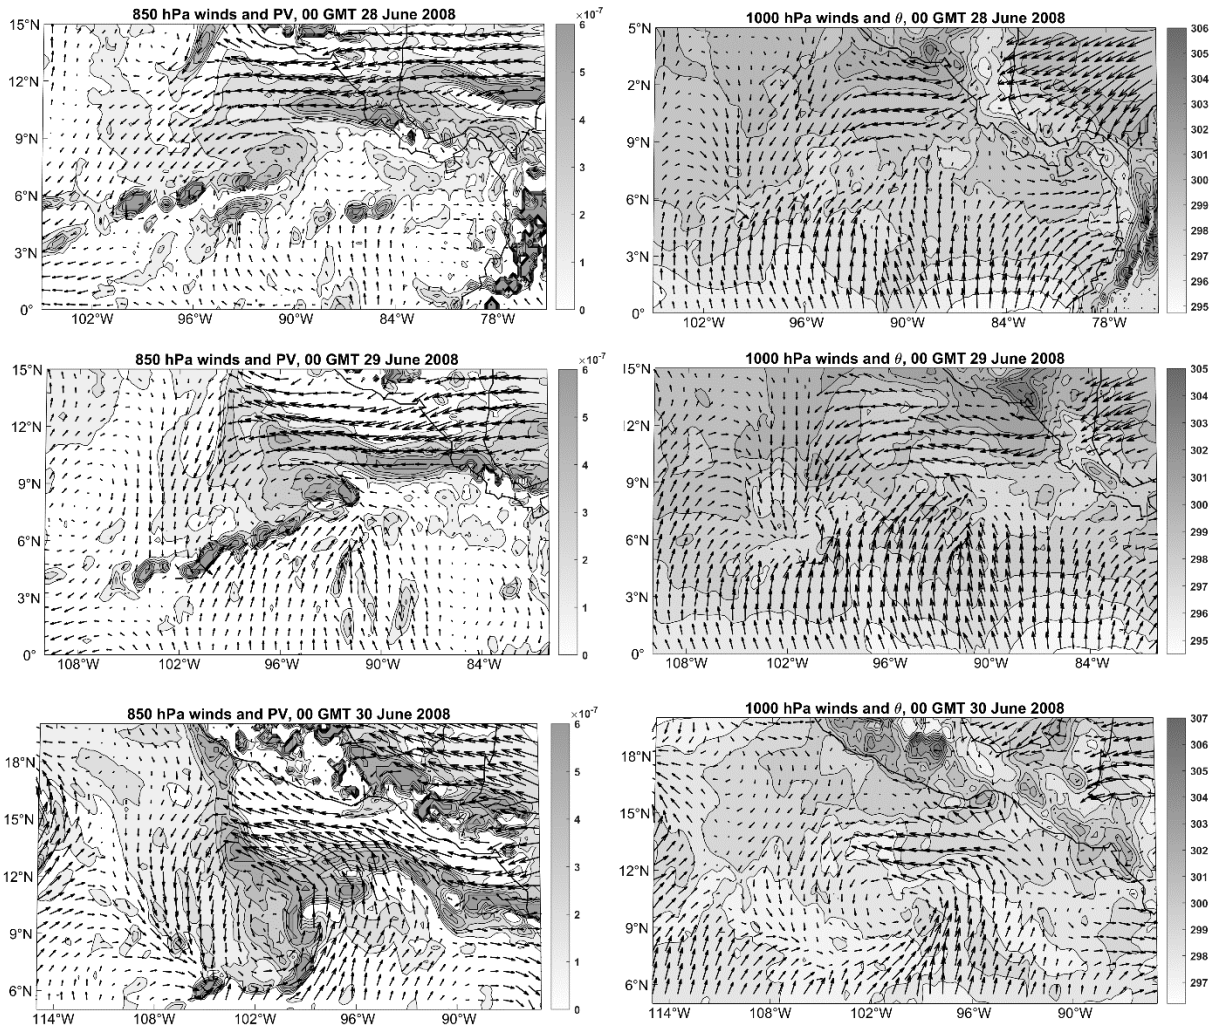 850 hPa winds and PV, 00 GMT 28 June 2008
×10⁻⁷
15°N
12°N
9°N
6°N
3°N
0°
102°W 96°W 90°W 84°W 78°W
6
5
4
3
2
1
0
1000 hPa winds and θ, 00 GMT 28 June 2008
5°N
2°N
9°N
6°N
3°N
0°
102°W 96°W 90°W 84°W 78°W
306
305
304
303
302
301
300
299
298
297
296
295
850 hPa winds and PV, 00 GMT 29 June 2008
×10⁻⁷
15°N
12°N
9°N
6°N
3°N
0°
108°W 102°W 96°W 90°W 84°W
6
5
4
3
2
1
0
1000 hPa winds and θ, 00 GMT 29 June 2008
15°N
12°N
9°N
6°N
3°N
0°
108°W 102°W 96°W 90°W 84°W
305
304
303
302
301
300
299
298
297
296
295
850 hPa winds and PV, 00 GMT 30 June 2008
×10⁻⁷
18°N
15°N
12°N
9°N
6°N
114°W 108°W 102°W 96°W 90°W
6
5
4
3
2
1
0
1000 hPa winds and θ, 00 GMT 30 June 2008
18°N
15°N
12°N
9°N
6°N
114°W 108°W 102°W 96°W 90°W
307
306
305
304
303
302
301
300
299
298
297